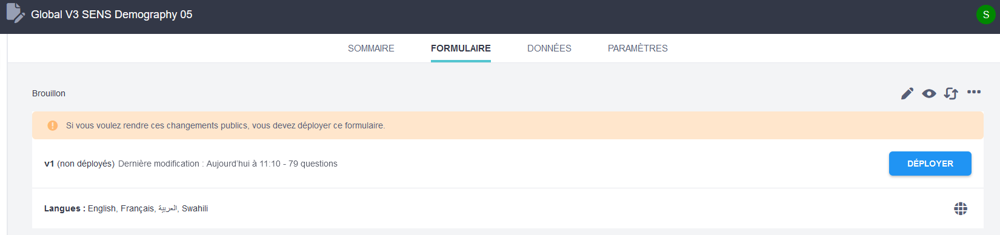 Global V3 SENS Demography 05
S
SOMMAIRE FORMULAIRE DONNÉES PARAMÈTRES
Brouillon
Si vous voulez rendre ces changements publics, vous devez déployer ce formulaire.
v1 (non déployés) Dernière modification : Aujourd'hui à 11:10 - 79 questions
DÉPLOYER
Langues : English, Français, العربية, Swahili